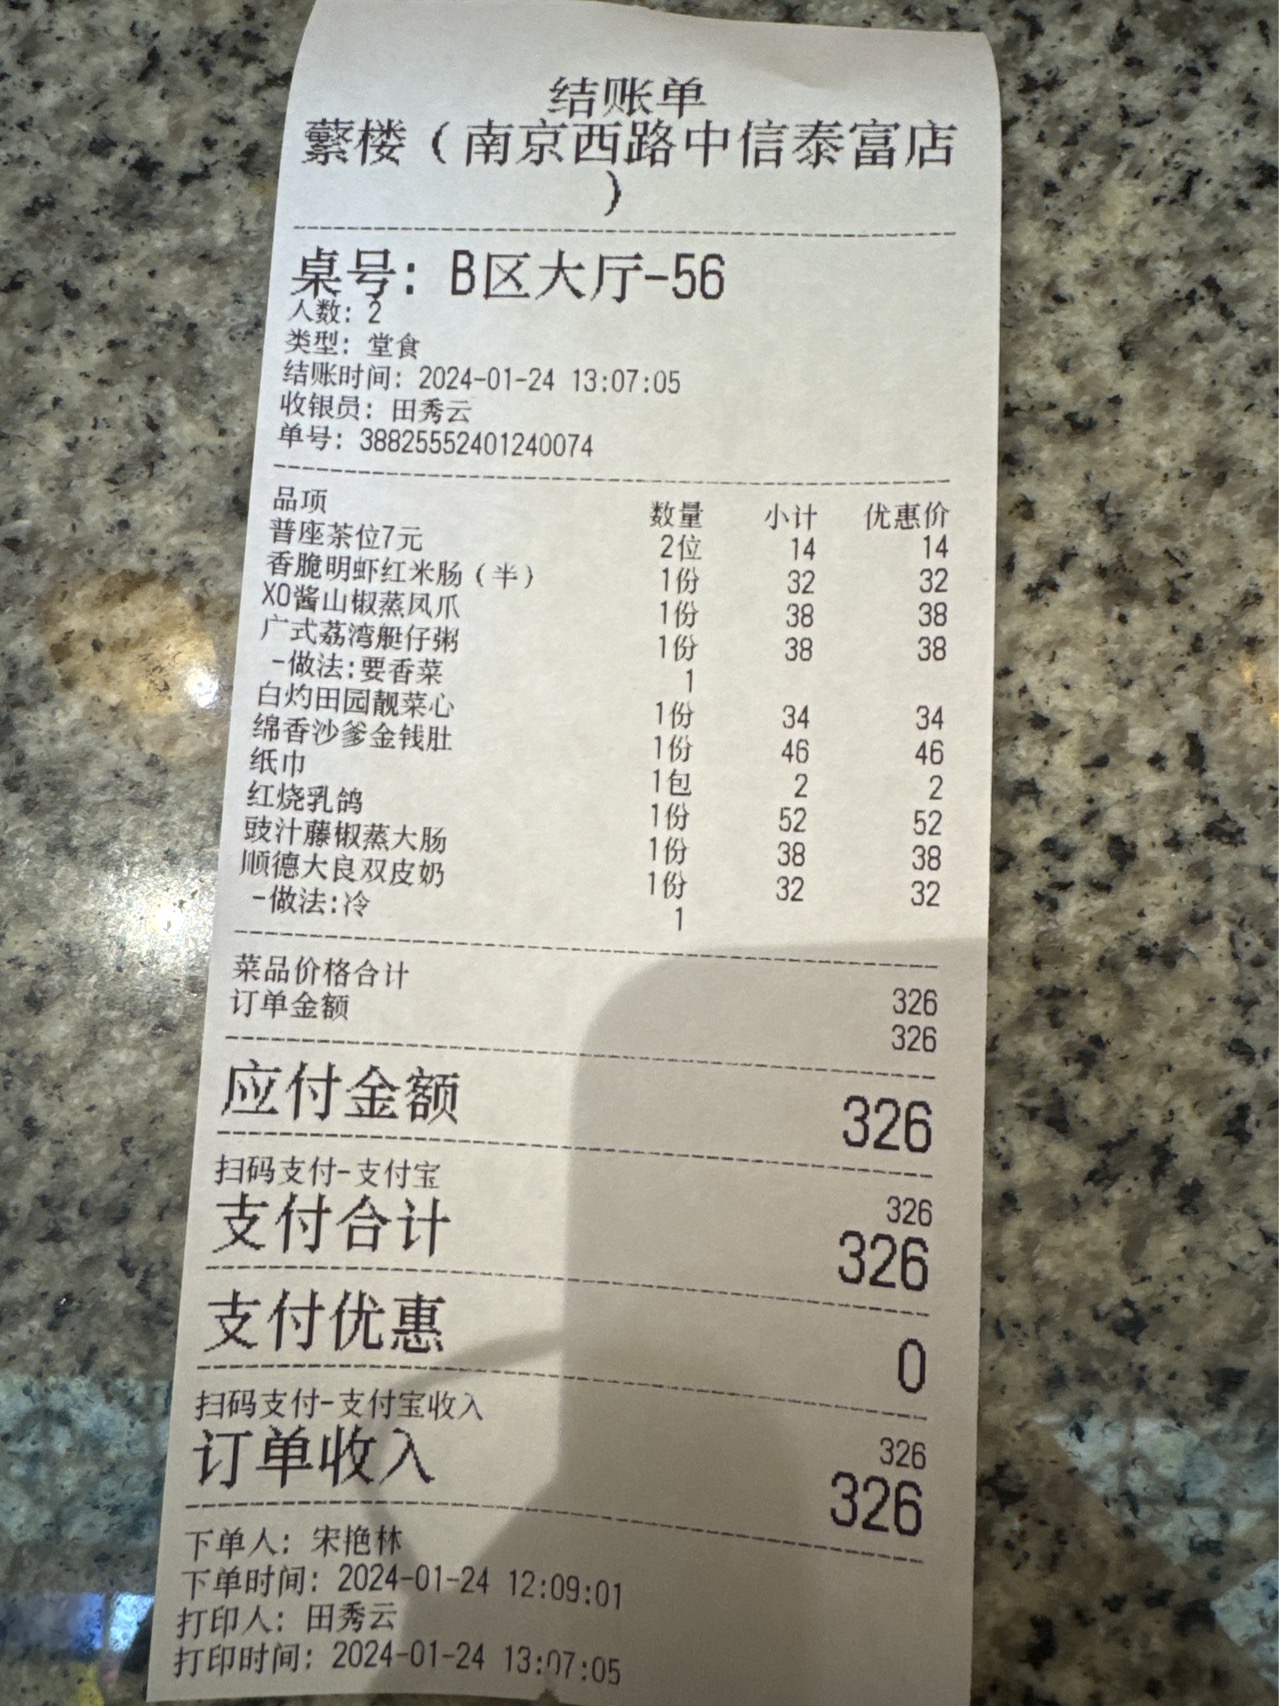 结账单
蘩楼（南京西路中信泰富店
）
桌号：B区大厅-56
人数：2
类型：堂食
结账时间：2024-01-24 13:07:05
收银员：田秀云
单号：38825552401240074
品项 数量 小计 优惠价
普座茶位7元 2位 14 14
香脆明虾红米肠（半） 1份 32 32
XO酱山椒蒸凤爪 1份 38 38
广式荔湾艇仔粥 1份 38 38
-做法:要香菜 1
白灼田园靓菜心 1份 34 34
绵香沙爹金钱肚 1份 46 46
纸巾 1包 2 2
红烧乳鸽 1份 52 52
豉汁藤椒蒸大肠 1份 38 38
顺德大良双皮奶 1份 32 32
-做法:冷 1
菜品价格合计 326
订单金额 326
应付金额 326
扫码支付-支付宝 326
支付合计 326
支付优惠 0
扫码支付-支付宝收入 326
订单收入 326
下单人：宋艳林
下单时间：2024-01-24 12:09:01
打印人：田秀云
打印时间：2024-01-24 13:07:05